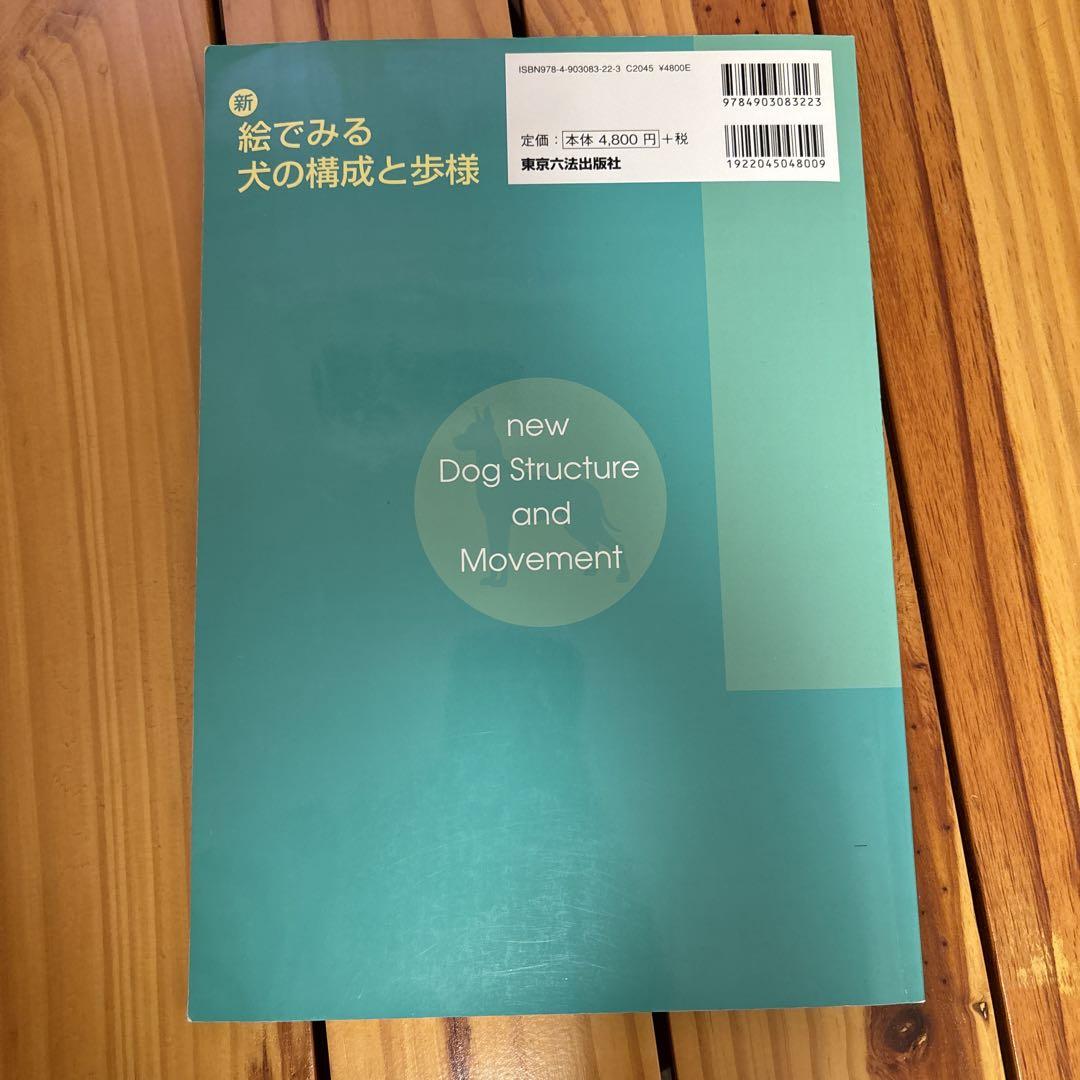 新
絵でみる
犬の構成と歩様
ISBN978-4-903083-22-3 C2045 ¥4800E
9784903083223
定価：本体 4,800 円＋税
1922045048009
東京六法出版社
new
Dog Structure
and
Movement